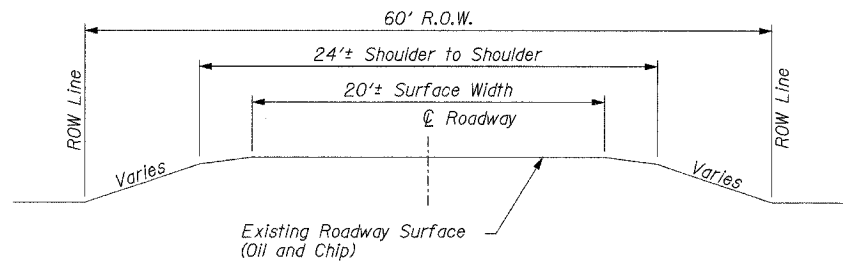 60' R.O.W.
24'± Shoulder to Shoulder
20'± Surface Width
℄ Roadway
ROW Line
ROW Line
Varies
Varies
Existing Roadway Surface
(Oil and Chip)